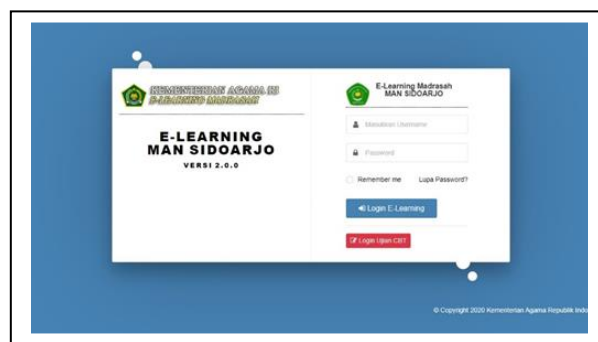 KEMENTERIAN AGAMA RI
E-LEARNING MADRASAH
E-LEARNING
MAN SIDOARJO
VERSI 2.0.0
E-Learning Madrasah
MAN SIDOARJO
Masukkan Username
Password
Remember me Lupa Password?
Login E-Learning
Login Ujian CBT
© Copyright 2020 Kementerian Agama Republik Indo